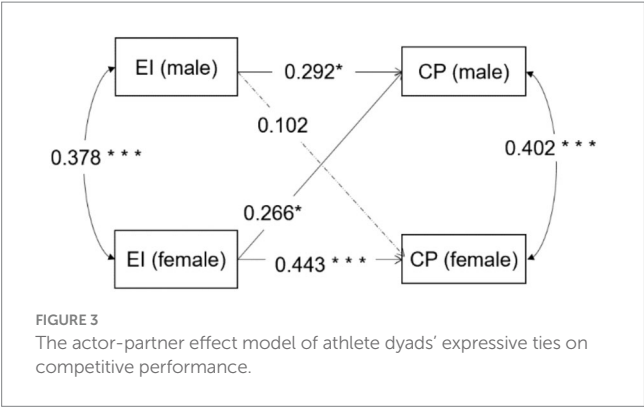 EI (male)
0.292*
CP (male)
0.102
0.378 * * *
0.402 * * *
0.266*
EI (female)
0.443 * * *
CP (female)
FIGURE 3
The actor-partner effect model of athlete dyads' expressive ties on
competitive performance.